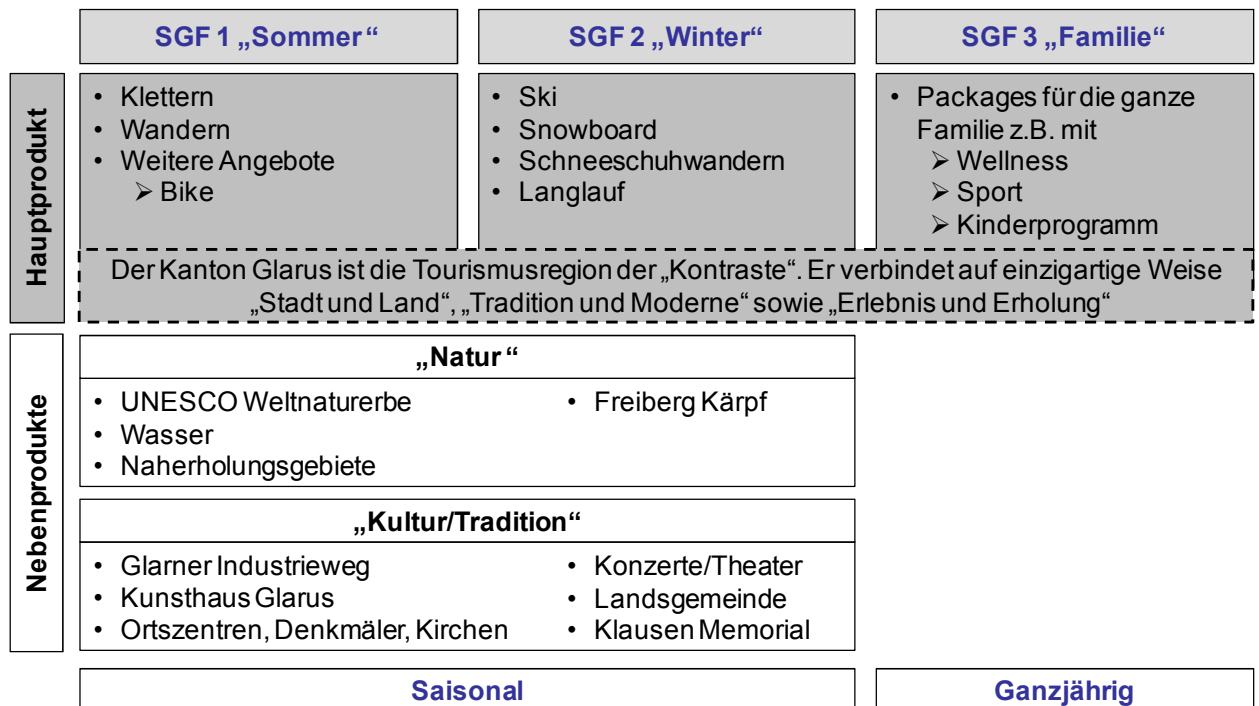 SGF 1 „Sommer“
SGF 2 „Winter“
SGF 3 „Familie“
Hauptprodukt
• Klettern
• Wandern
• Weitere Angebote
➢ Bike
• Ski
• Snowboard
• Schneeschuhwandern
• Langlauf
• Packages für die ganze
Familie z.B. mit
➢ Wellness
➢ Sport
➢ Kinderprogramm
Der Kanton Glarus ist die Tourismusregion der „Kontraste“. Er verbindet auf einzigartige Weise
„Stadt und Land“, „Tradition und Moderne“ sowie „Erlebnis und Erholung“
Nebenprodukte
„Natur“
• UNESCO Weltnaturerbe
• Wasser
• Naherholungsgebiete
• Freiberg Kärpf
„Kultur/Tradition“
• Glarner Industrieweg
• Kunsthaus Glarus
• Ortszentren, Denkmäler, Kirchen
• Konzerte/Theater
• Landsgemeinde
• Klausen Memorial
Saisonal
Ganzjährig